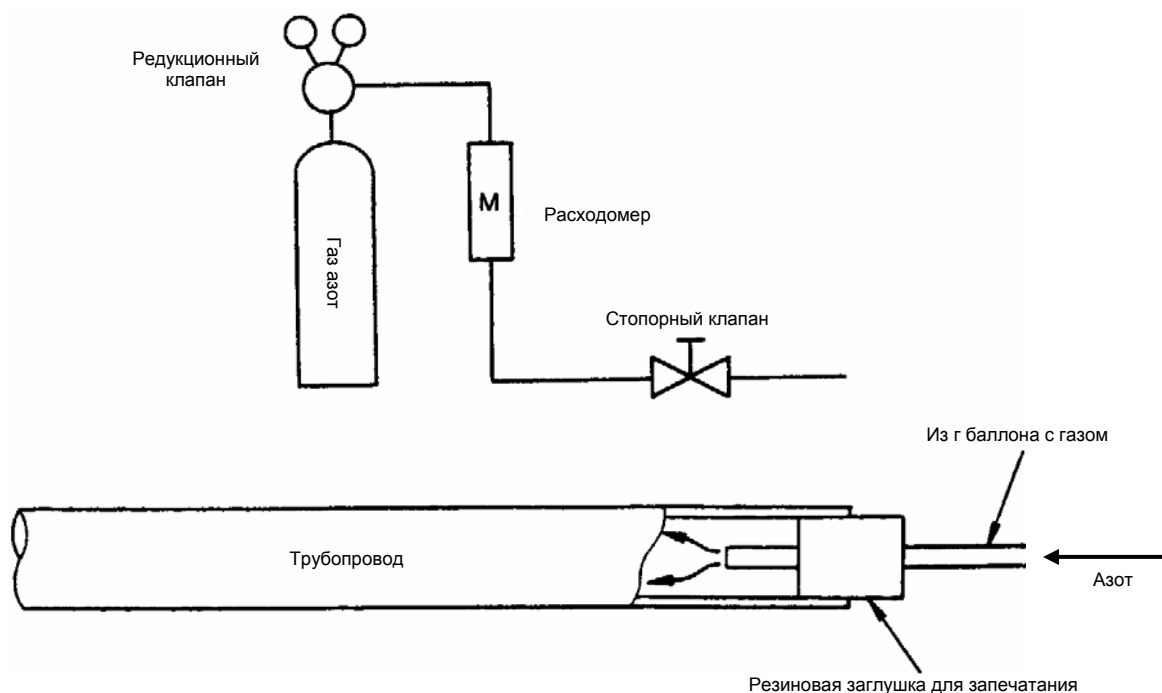 Редукционный
клапан
М
Расходомер
Газ азот
Стопорный клапан
Из г баллона с газом
Трубопровод
Азот
Резиновая заглушка для запечатания